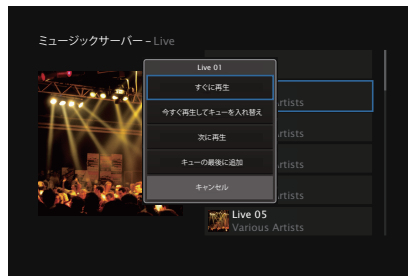 ミュージックサーバー – Live
Live 01
すぐに再生
今すぐ再生してキューを入れ替え
次に再生
キューの最後に追加
キャンセル
Artists
Artists
Artists
Artists
Live 05
Various Artists